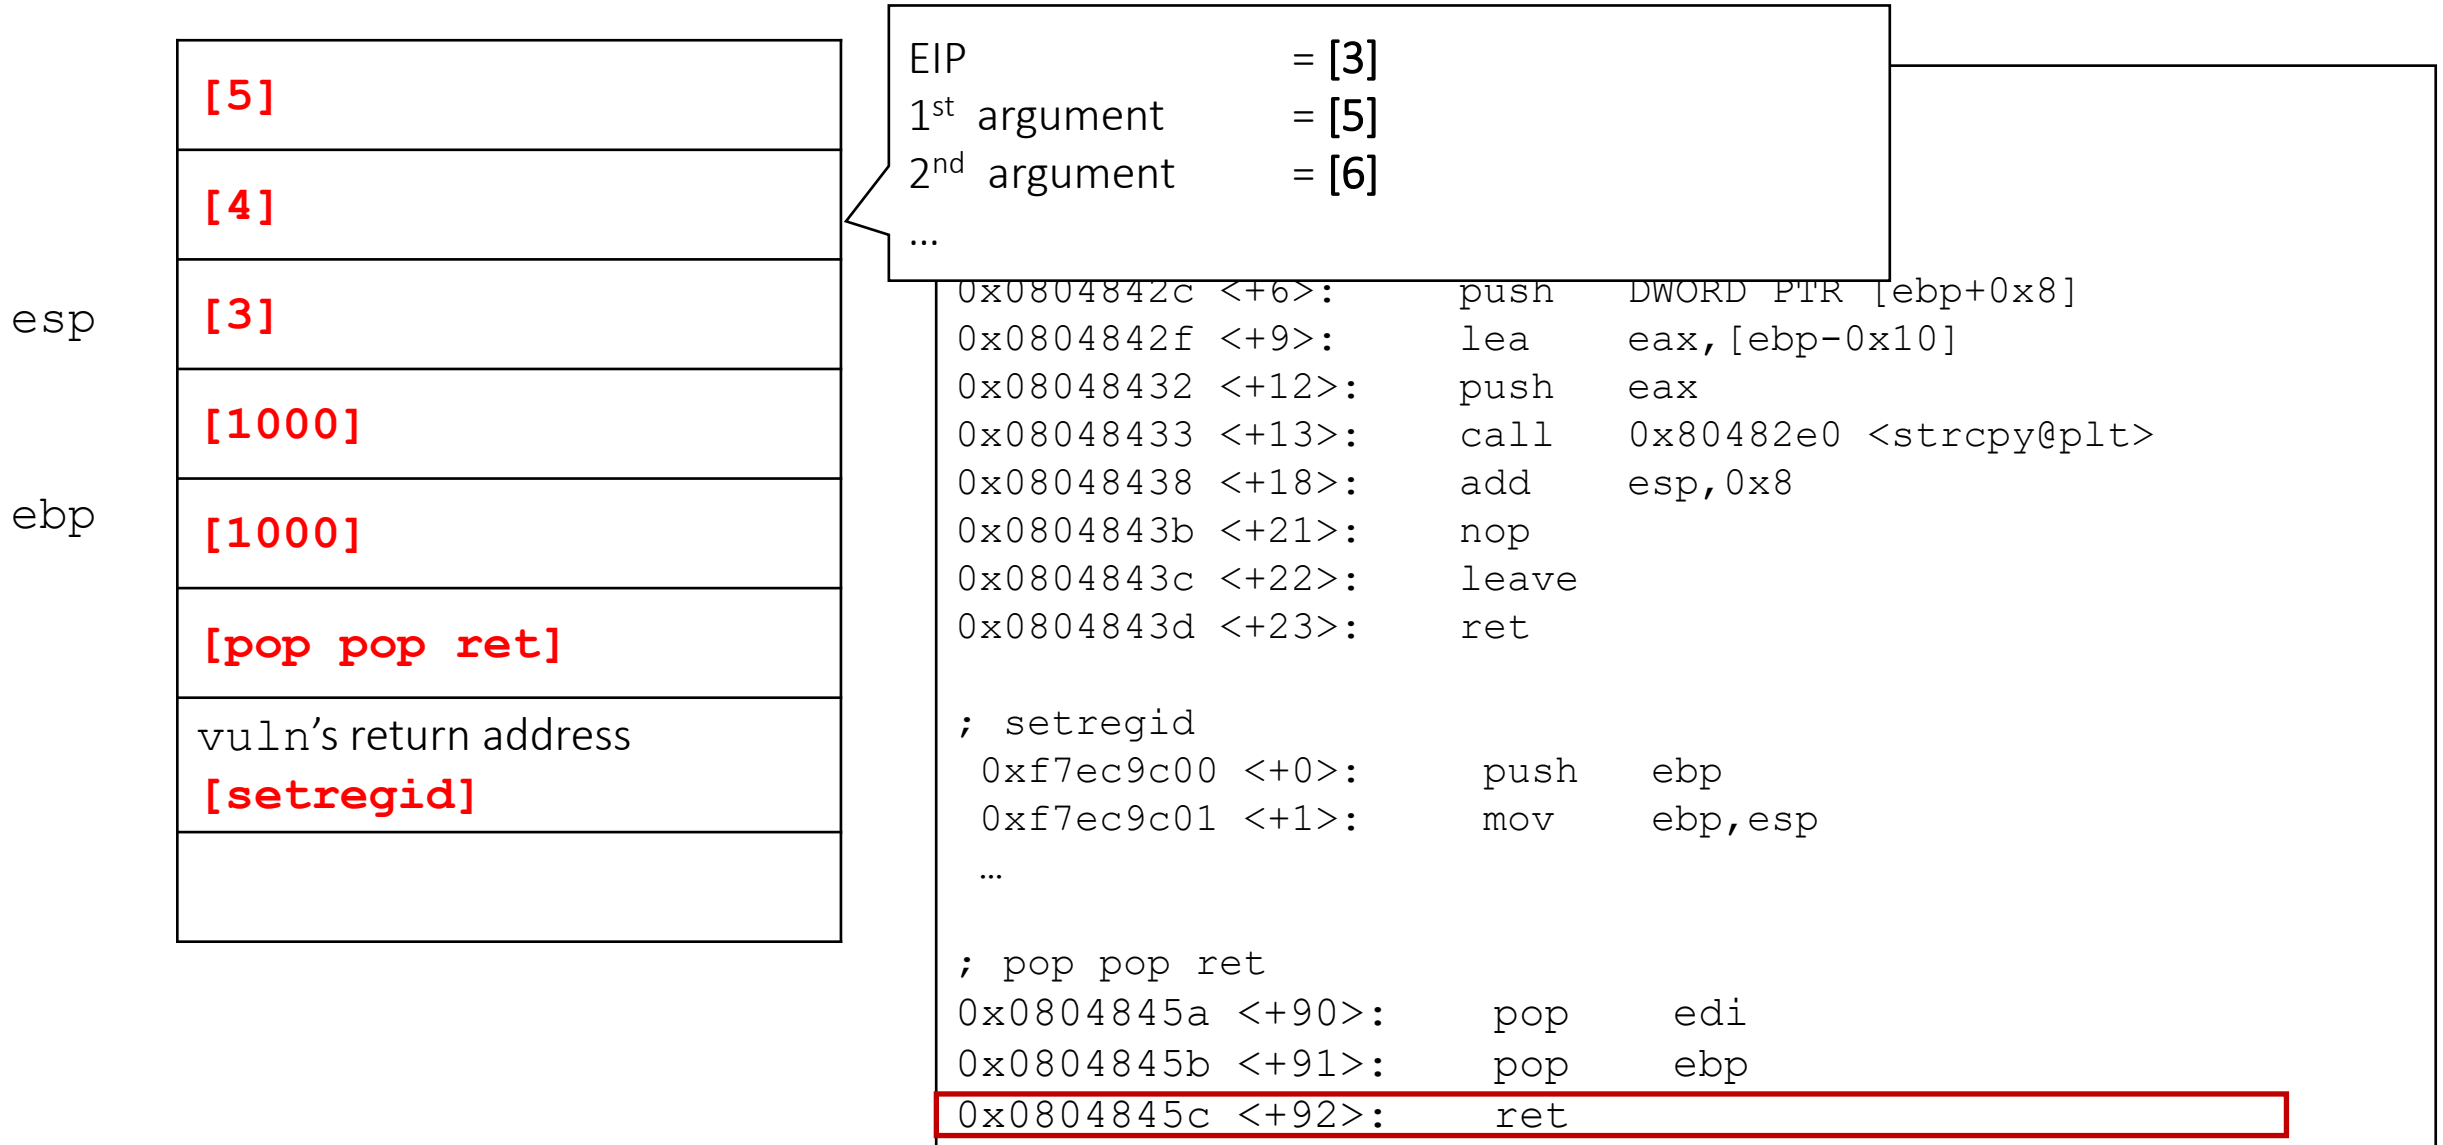 [5]
[4]
esp
[3]
[1000]
ebp
[1000]
[pop pop ret]
vuln's return address
[setregid]
EIP = [3]
1st argument = [5]
2nd argument = [6]
...
0x0804842c <+6>: push DWORD PTR [ebp+0x8]
0x0804842f <+9>: lea eax,[ebp-0x10]
0x08048432 <+12>: push eax
0x08048433 <+13>: call 0x80482e0 <strcpy@plt>
0x08048438 <+18>: add esp,0x8
0x0804843b <+21>: nop
0x0804843c <+22>: leave
0x0804843d <+23>: ret
; setregid
0xf7ec9c00 <+0>: push ebp
0xf7ec9c01 <+1>: mov ebp,esp
…
; pop pop ret
0x0804845a <+90>: pop edi
0x0804845b <+91>: pop ebp
0x0804845c <+92>: ret